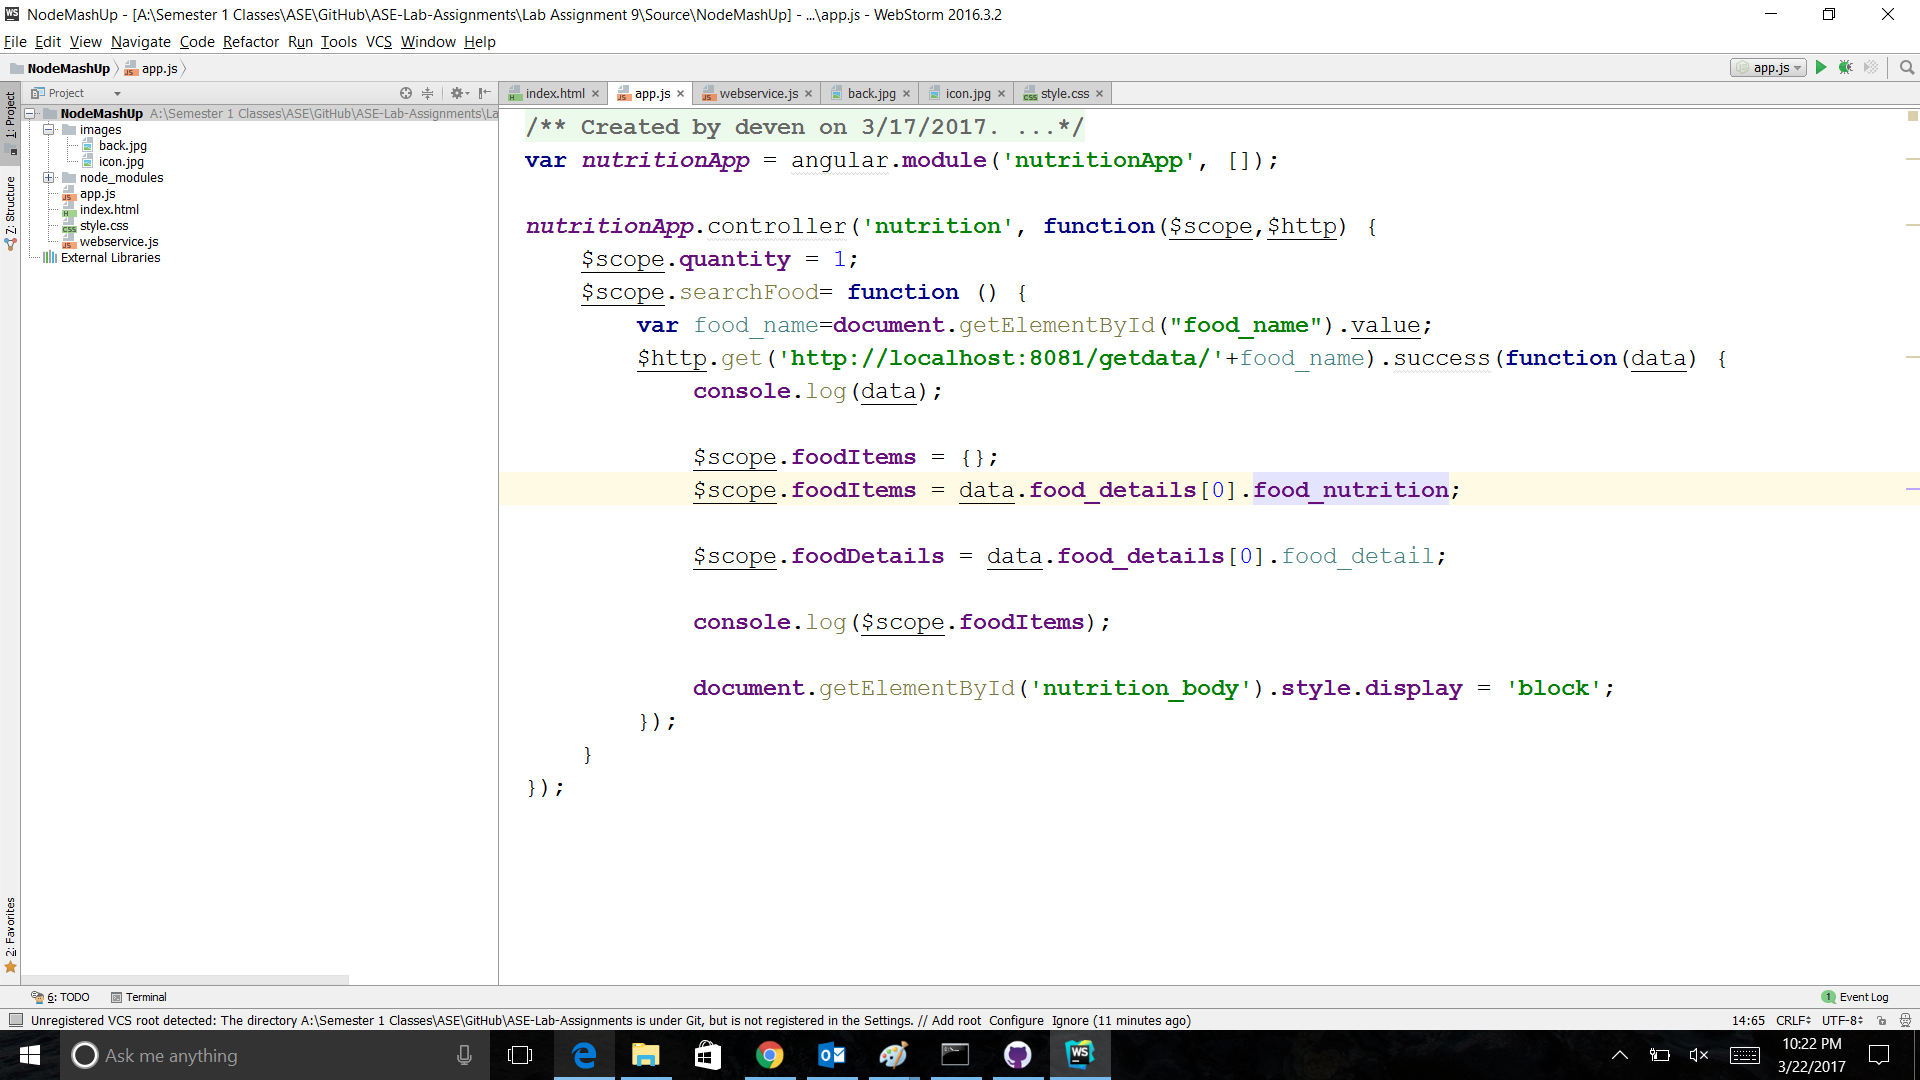 NodeMashUp - [A:\Semester 1 Classes\ASE\GitHub\ASE-Lab-Assignments\Lab Assignment 9\Source\NodeMashUp] - ...\app.js - WebStorm 2016.3.2
File Edit View Navigate Code Refactor Run Tools VCS Window Help
NodeMashUp app.js app.js
1: Project
Z: Structure
2: Favorites
Project
NodeMashUp A:\Semester 1 Classes\ASE\GitHub\ASE-Lab-Assignments\La
images
back.jpg
icon.jpg
node_modules
app.js
index.html
style.css
webservice.js
External Libraries
index.html app.js webservice.js back.jpg icon.jpg style.css
/** Created by deven on 3/17/2017. ...*/
var nutritionApp = angular.module('nutritionApp', []);
nutritionApp.controller('nutrition', function($scope,$http) {
$scope.quantity = 1;
$scope.searchFood= function () {
var food_name=document.getElementById("food_name").value;
$http.get('http://localhost:8081/getdata/'+food_name).success(function(data) {
console.log(data);
$scope.foodItems = {};
$scope.foodItems = data.food_details[0].food_nutrition;
$scope.foodDetails = data.food_details[0].food_detail;
console.log($scope.foodItems);
document.getElementById('nutrition_body').style.display = 'block';
});
}
});
6: TODO Terminal 1 Event Log
Unregistered VCS root detected: The directory A:\Semester 1 Classes\ASE\GitHub\ASE-Lab-Assignments is under Git, but is not registered in the Settings. // Add root Configure Ignore (11 minutes ago) 14:65 CRLF UTF-8
Ask me anything
10:22 PM
3/22/2017